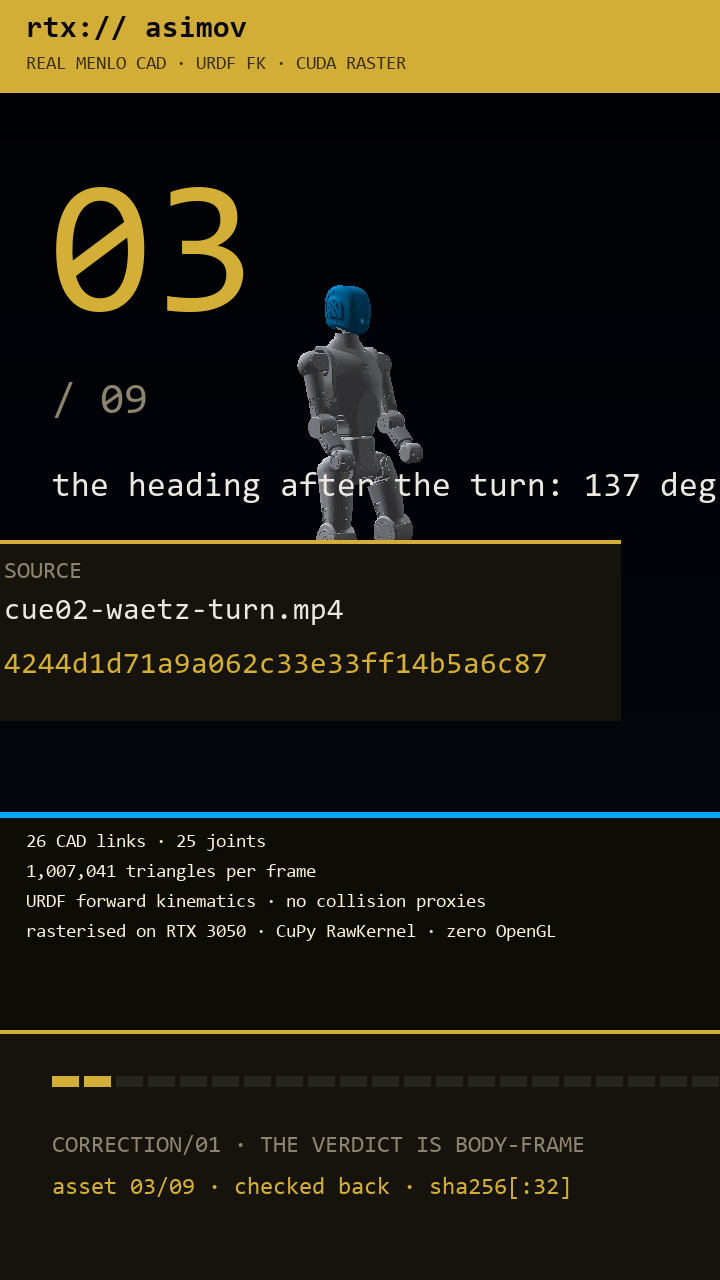 rtx:// asimov
REAL MENLO CAD · URDF FK · CUDA RASTER
03
/ 09
the heading after the turn: 137 deg
SOURCE
cue02-waetz-turn.mp4
4244d1d71a9a062c33e33ff14b5a6c87
26 CAD links · 25 joints
1,007,041 triangles per frame
URDF forward kinematics · no collision proxies
rasterised on RTX 3050 · CuPy RawKernel · zero OpenGL
CORRECTION/01 · THE VERDICT IS BODY-FRAME
asset 03/09 · checked back · sha256[:32]